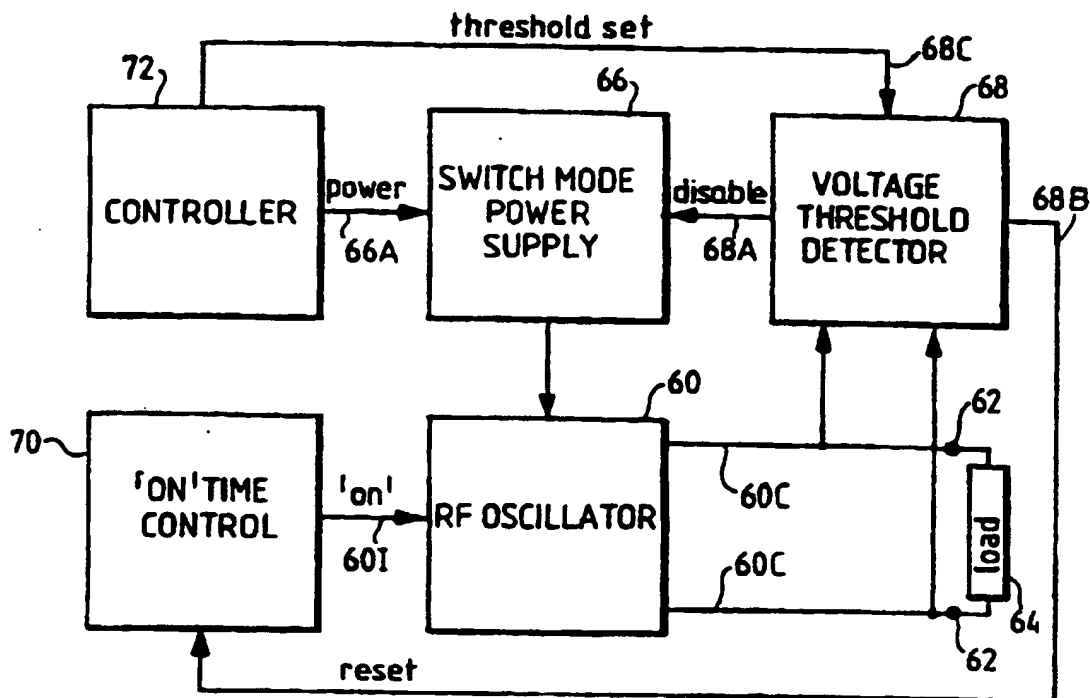 threshold set
68C
72
66
68
CONTROLLER
power
66A
SWITCH MODE
POWER
SUPPLY
disable
68A
VOLTAGE
THRESHOLD
DETECTOR
68B
70
'ON' TIME
CONTROL
'on'
60I
60
RF OSCILLATOR
60C
60C
62
load
64
62
reset